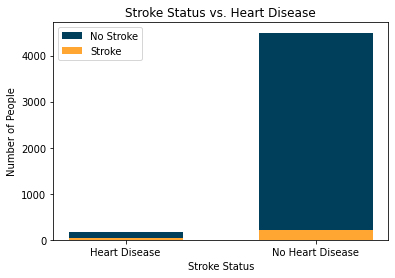 Stroke Status vs. Heart Disease
No Stroke
Stroke
Number of People
4000
3000
2000
1000
0
Heart Disease
No Heart Disease
Stroke Status